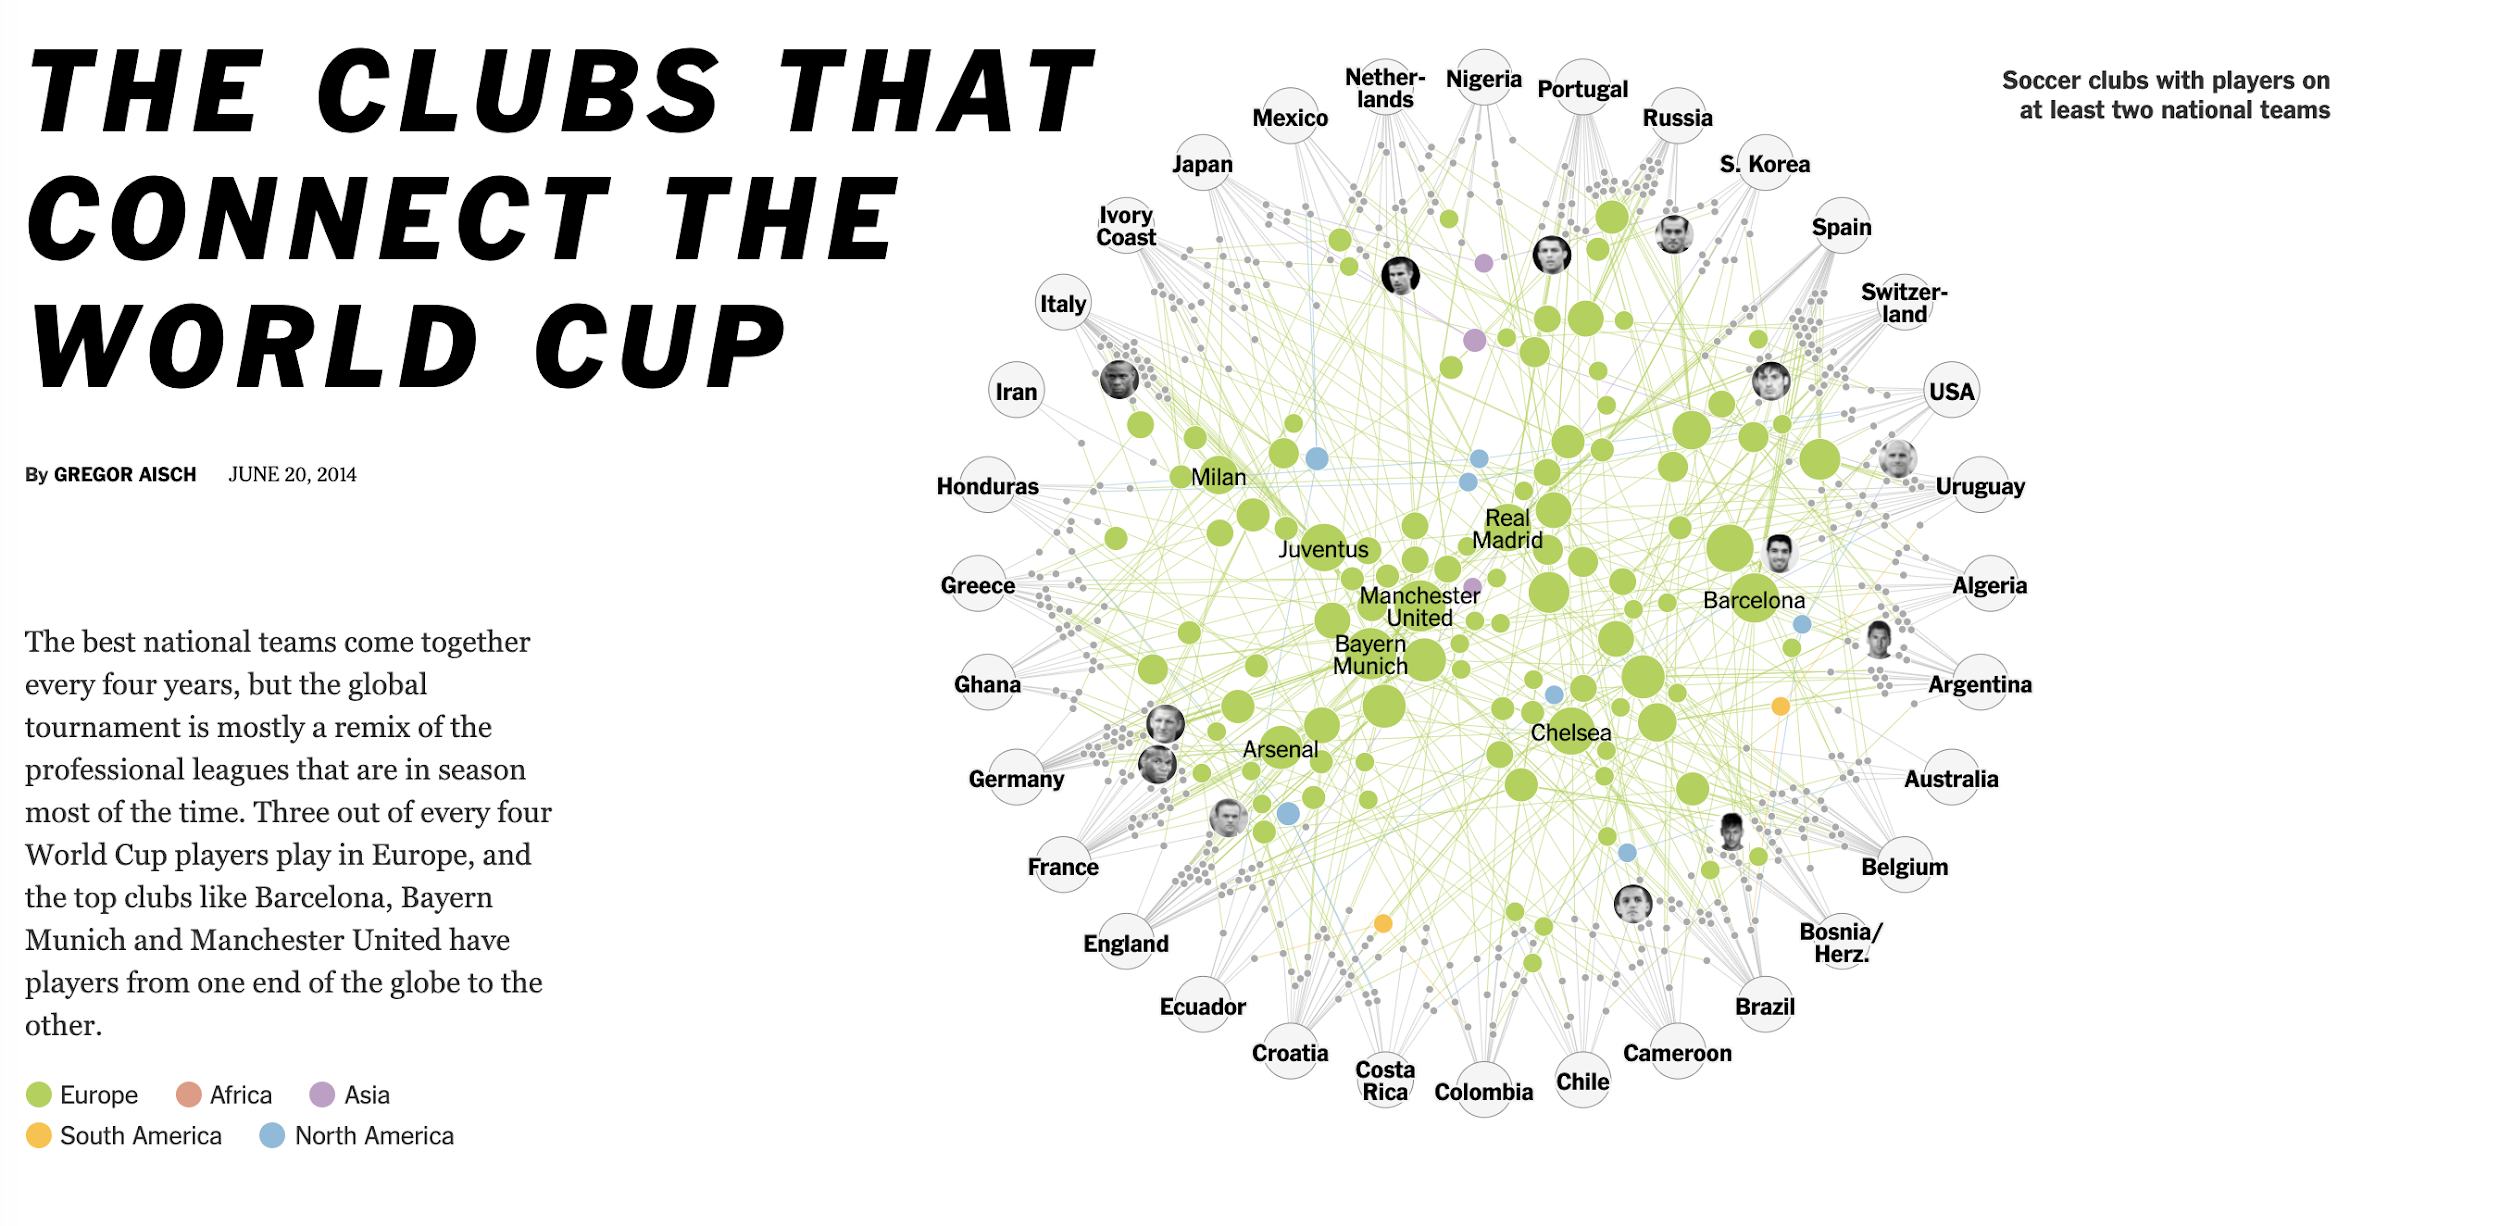 THE CLUBS THAT
CONNECT THE
WORLD CUP
By GREGOR AISCH JUNE 20, 2014
The best national teams come together
every four years, but the global
tournament is mostly a remix of the
professional leagues that are in season
most of the time. Three out of every four
World Cup players play in Europe, and
the top clubs like Barcelona, Bayern
Munich and Manchester United have
players from one end of the globe to the
other.
Europe
Africa
Asia
South America
North America
Soccer clubs with players on
at least two national teams
Nether-
lands
Nigeria
Portugal
Russia
S. Korea
Spain
Switzer-
land
USA
Uruguay
Algeria
Argentina
Australia
Belgium
Bosnia/
Herz.
Brazil
Cameroon
Chile
Colombia
Costa
Rica
Croatia
Ecuador
England
France
Germany
Ghana
Greece
Honduras
Iran
Italy
Ivory
Coast
Japan
Mexico
Milan
Juventus
Real
Madrid
Manchester
United
Bayern
Munich
Barcelona
Arsenal
Chelsea